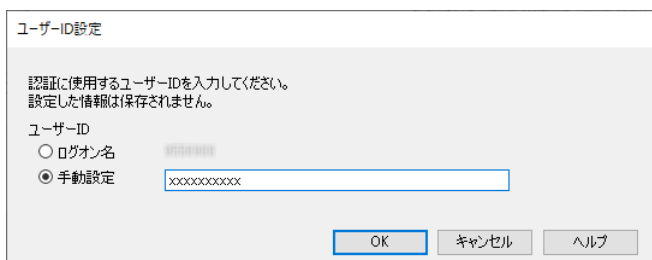 ユーザーID設定
認証に使用するユーザーIDを入力してください。
設定した情報は保存されません。
ユーザーID
ログオン名
手動設定 xxxxxxxxxx
OK キャンセル ヘルプ